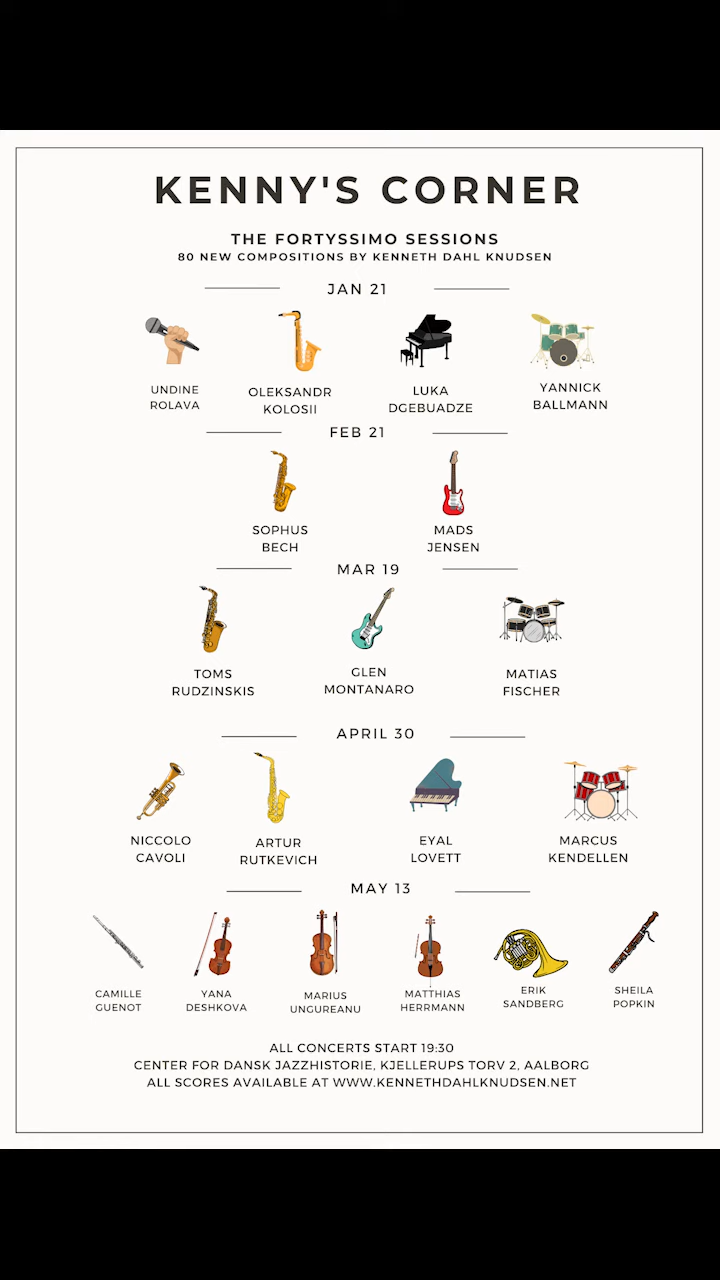 KENNY'S CORNER
THE FORTYSSIMO SESSIONS
80 NEW COMPOSITIONS BY KENNETH DAHL KNUDSEN
JAN 21
UNDINE
ROLAVA
OLEKSANDR
KOLOSII
LUKA
DGEBUADZE
YANNICK
BALLMANN
FEB 21
SOPHUS
BECH
MADS
JENSEN
MAR 19
TOMS
RUDZINSKIS
GLEN
MONTANARO
MATIAS
FISCHER
APRIL 30
NICCOLO
CAVOLI
ARTUR
RUTKEVICH
EYAL
LOVETT
MARCUS
KENDELLEN
MAY 13
CAMILLE
GUENOT
YANA
DESHKOVA
MARIUS
UNGUREANU
MATTHIAS
HERRMANN
ERIK
SANDBERG
SHEILA
POPKIN
ALL CONCERTS START 19:30
CENTER FOR DANSK JAZZHISTORIE, KJELLERUPS TORV 2, AALBORG
ALL SCORES AVAILABLE AT WWW.KENNETHDAHLKNUDSEN.NET